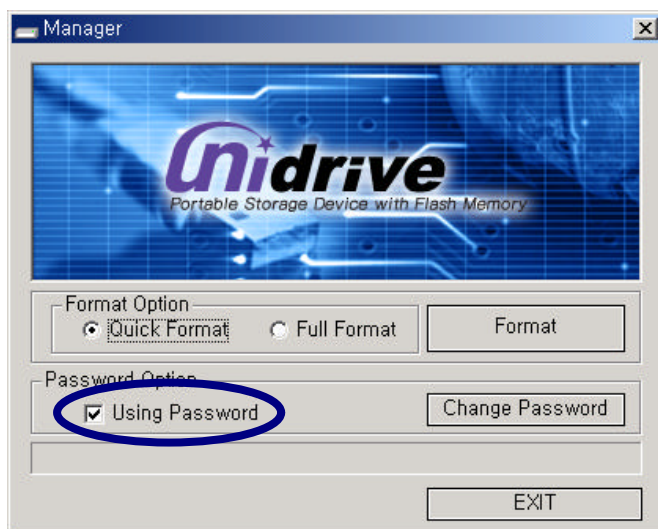 Manager
Unidrive
Portable Storage Device with Flash Memory
Format Option
Quick Format Full Format Format
Password Option
Using Password Change Password
EXIT